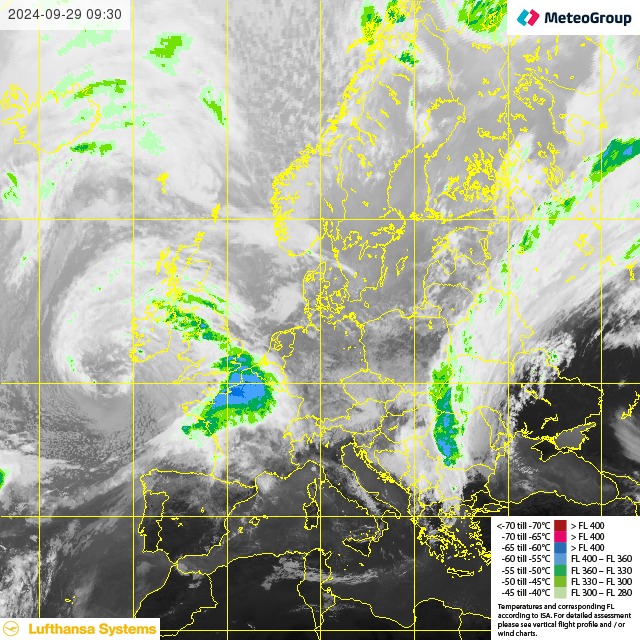 2024-09-29 09:30
MeteoGroup
<-70 till -70°C > FL 400
-70 till -65°C > FL 400
-65 till -60°C > FL 400
-60 till -55°C FL 400 – FL 360
-55 till -50°C FL 360 – FL 330
-50 till -45°C FL 330 – FL 300
-45 till -40°C FL 300 – FL 280
Temperatures and corresponding FL
according to ISA. For detailed assessment
please see vertical flight profile and / or
wind charts.
Lufthansa Systems